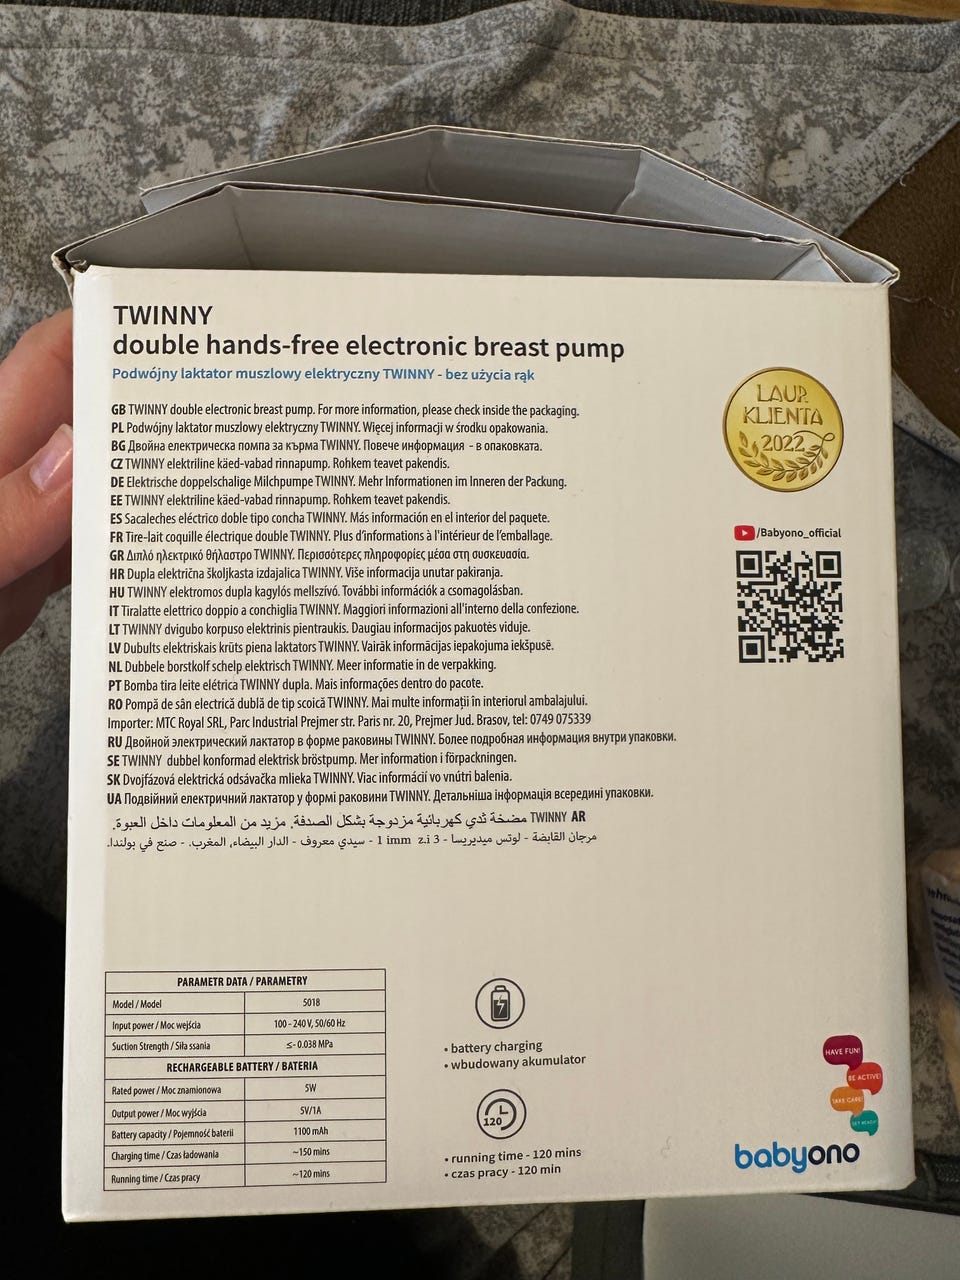 TWINNY
double hands-free electronic breast pump
Podwójny laktator muszlowy elektryczny TWINNY - bez użycia rąk
GB TWINNY double electronic breast pump. For more information, please check inside the packaging.
PL Podwójny laktator muszlowy elektryczny TWINNY. Więcej informacji w środku opakowania.
BG Двойна електрическа помпа за кърма TWINNY. Повече информация - в опаковката.
CZ TWINNY elektriline käed-vabad rinnapump. Rohkem teavet pakendis.
DE Elektrische doppelschalige Milchpumpe TWINNY. Mehr Informationen im Inneren der Packung.
EE TWINNY elektriline käed-vabad rinnapump. Rohkem teavet pakendis.
ES Sacaleches eléctrico doble tipo concha TWINNY. Más información en el interior del paquete.
FR Tire-lait coquille électrique double TWINNY. Plus d'informations à l'intérieur de l'emballage.
GR Διπλό ηλεκτρικό θήλαστρο TWINNY. Περισσότερες πληροφορίες μέσα στη συσκευασία.
HR Dupla električna školjkasta izdajalica TWINNY. Više informacija unutar pakiranja.
HU TWINNY elektromos dupla kagylós mellszívó. További információk a csomagolásban.
IT Tiralatte elettrico doppio a conchiglia TWINNY. Maggiori informazioni all'interno della confezione.
LT TWINNY dvigubo korpuso elektrinis pientraukis. Daugiau informacijos pakuotės viduje.
LV Dubults elektriskais krūts piena laktators TWINNY. Vairāk informācijas iepakojuma iekšpusē.
NL Dubbele borstkolf schelp elektrisch TWINNY. Meer informatie in de verpakking.
PT Bomba tira leite elétrica TWINNY dupla. Mais informações dentro do pacote.
RO Pompă de sân electrică dublă de tip scoică TWINNY. Mai multe informații în interiorul ambalajului.
Importer: MTC Royal SRL, Parc Industrial Prejmer str. Paris nr. 20, Prejmer Jud. Brasov, tel: 0749 075339
RU Двойной электрический лактатор в форме раковины TWINNY. Более подробная информация внутри упаковки.
SE TWINNY dubbel konformad elektrisk bröstpump. Mer information i förpackningen.
SK Dvojfázová elektrická odsávačka mlieka TWINNY. Viac informácií vo vnútri balenia.
UA Подвійний електричний лактатор у формі раковини TWINNY. Детальніша інформація всередині упаковки.
AR TWINNY مضخة ثدي كهربائية مزدوجة بشكل الصدفة. مزيد من المعلومات داخل العبوة.
مرجان القابضة - لوتس ميديريسا - 3 z.i 1 imm - سيدي معروف - الدار البيضاء، المغرب. - صنع في بولندا.
LAUR
KLIENTA
2022
/Babyono_official
PARAMETR DATA / PARAMETRY
Model / Model 5018
Input power / Moc wejścia 100 - 240 V, 50/60 Hz
Suction Strength / Siła ssania ≤- 0.038 MPa
RECHARGEABLE BATTERY / BATERIA
Rated power / Moc znamionowa 5W
Output power / Moc wyjścia 5V/1A
Battery capacity / Pojemność baterii 1100 mAh
Charging time / Czas ładowania ~150 mins
Running time / Czas pracy ~120 mins
• battery charging
• wbudowany akumulator
120
• running time - 120 mins
• czas pracy - 120 min
HAVE FUN!
BE ACTIVE!
TAKE CARE!
GET READY!
babyono